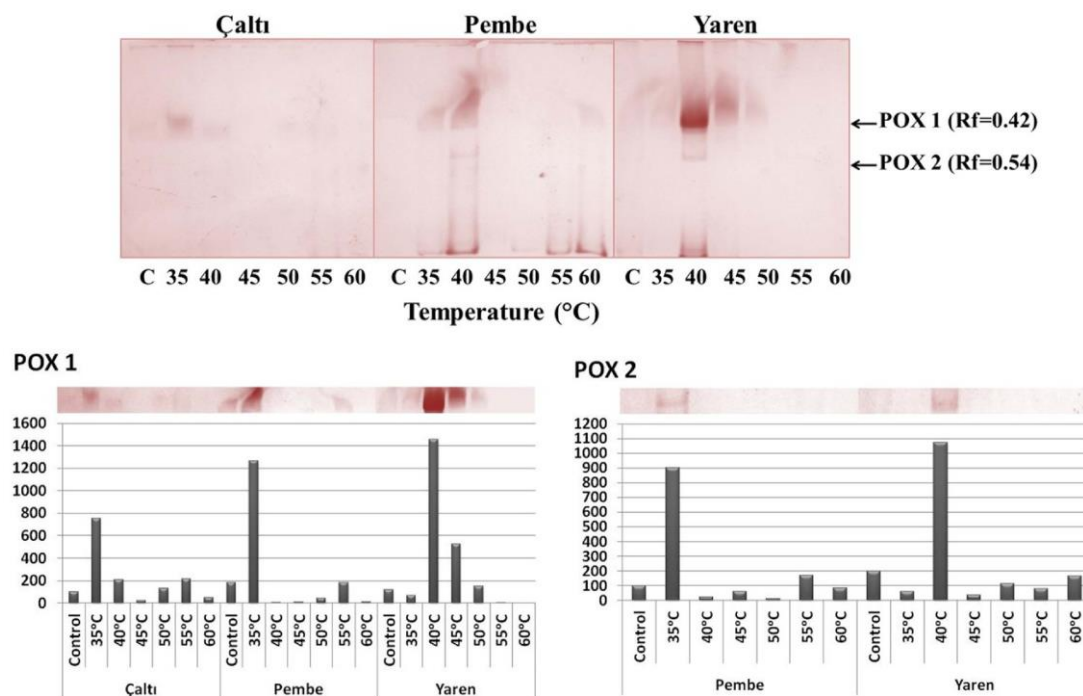 Çaltı Pembe Yaren
POX 1 (Rf=0.42)
POX 2 (Rf=0.54)
C 35 40 45 50 55 60 C 35 40 45 50 55 60 C 35 40 45 50 55 60
Temperature (°C)
POX 1
1600
1400
1200
1000
800
600
400
200
0
Control 35°C 40°C 45°C 50°C 55°C 60°C Control 35°C 40°C 45°C 50°C 55°C 60°C Control 35°C 40°C 45°C 50°C 55°C 60°C
Çaltı Pembe Yaren
POX 2
1200
1100
1000
900
800
700
600
500
400
300
200
100
0
Control 35°C 40°C 45°C 50°C 55°C 60°C Control 35°C 40°C 45°C 50°C 55°C 60°C
Pembe Yaren